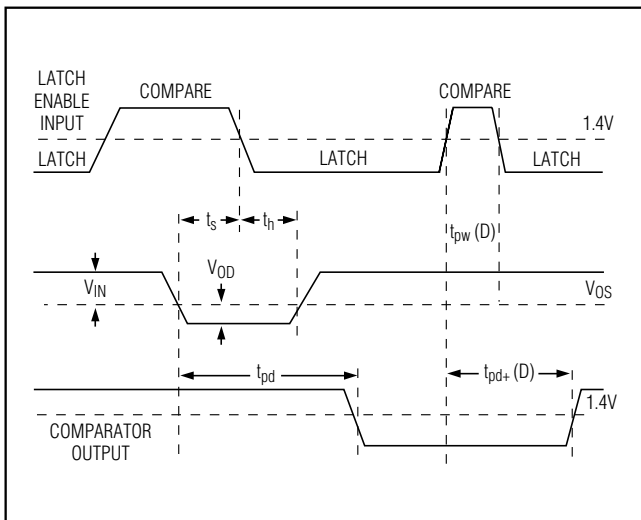 LATCH
ENABLE
INPUT
COMPARE
COMPARE
1.4V
LATCH
LATCH
LATCH
ts
th
tpw (D)
VOD
VIN
VOS
tpd
tpd+ (D)
1.4V
COMPARATOR
OUTPUT